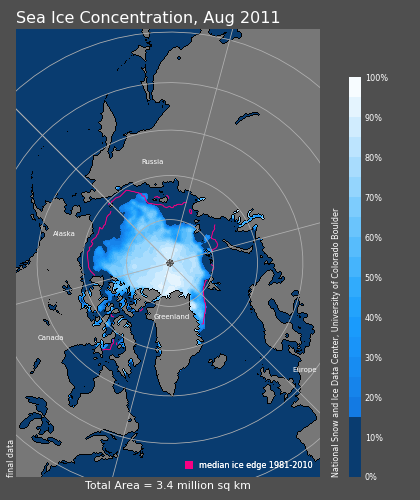 Sea Ice Concentration, Aug 2011
Russia
Alaska
Greenland
Canada
Europe
median ice edge 1981-2010
Total Area = 3.4 million sq km
final data
100%
90%
80%
70%
60%
50%
40%
30%
20%
10%
0%
National Snow and Ice Data Center, University of Colorado Boulder